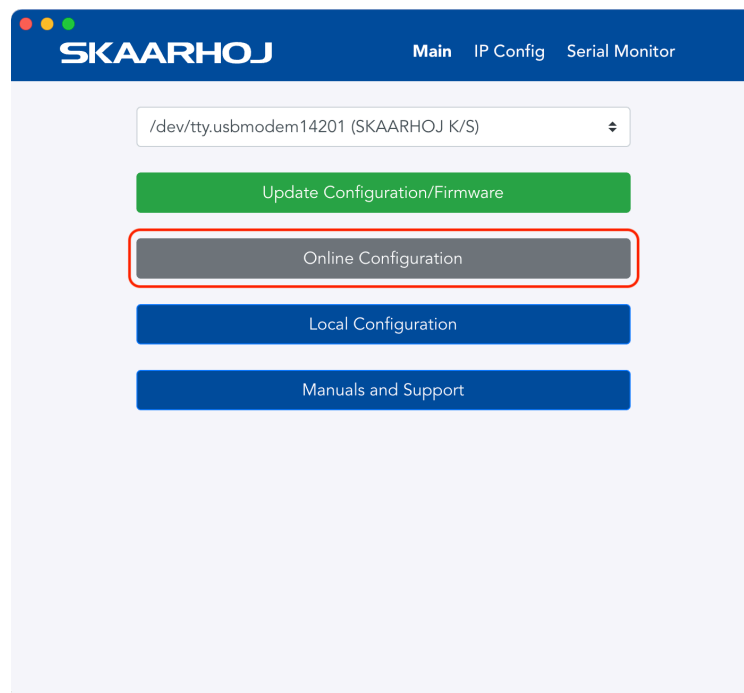 SKAARHOJ
Main IP Config Serial Monitor
/dev/tty.usbmodem14201 (SKAARHOJ K/S)
Update Configuration/Firmware
Online Configuration
Local Configuration
Manuals and Support